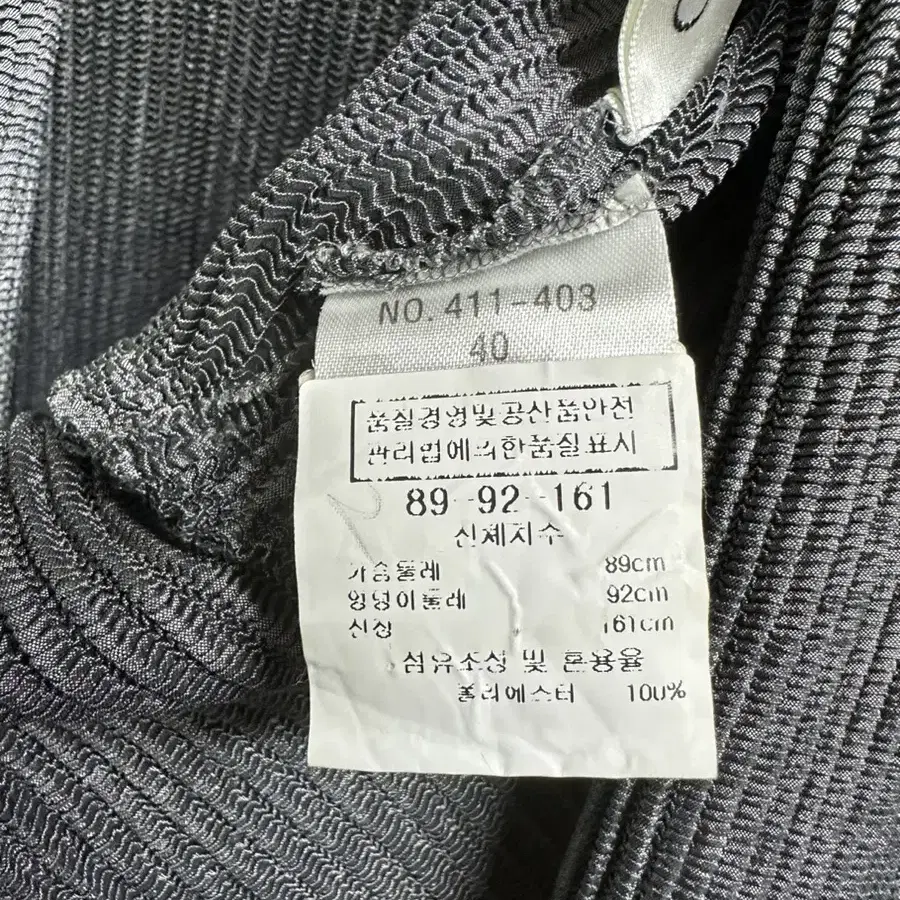 NO. 411-403
40
품질경영및공산품안전
관리법에의한품질표시
89-92-161
신체치수
가슴둘레 89cm
엉덩이둘레 92cm
신장 161cm
섬유조성 및 혼용율
폴리에스터 100%